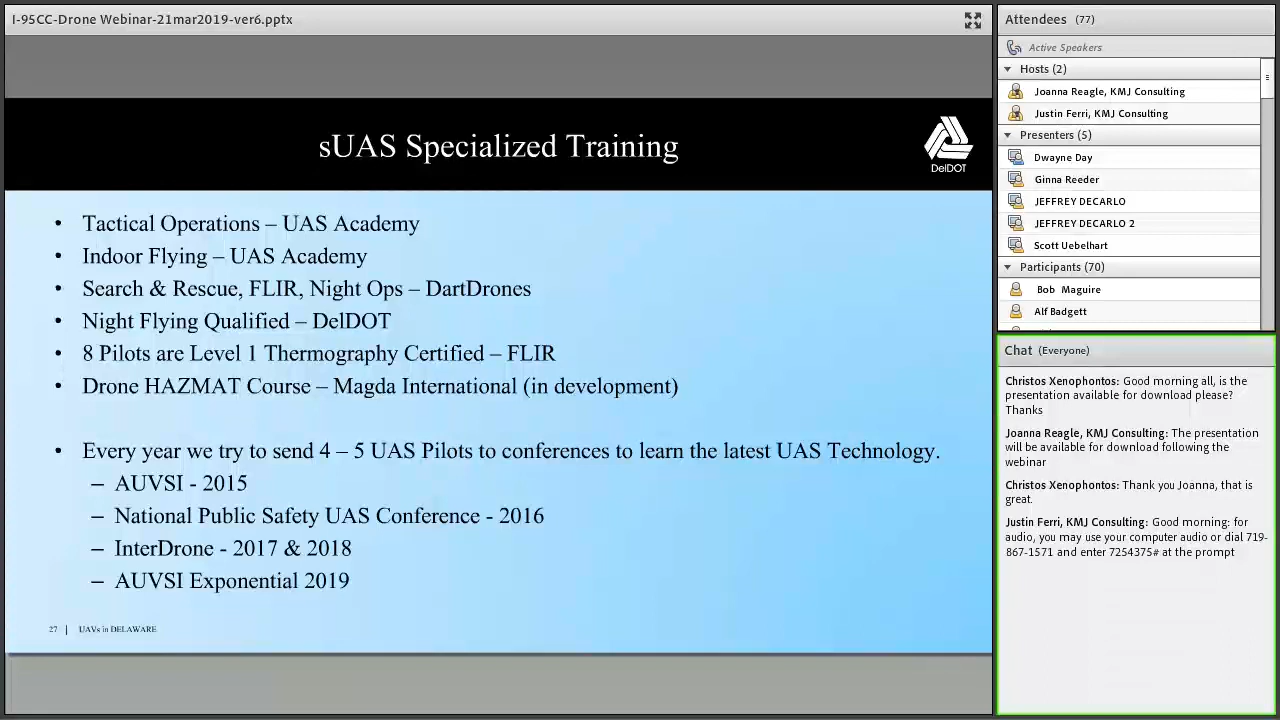 I-95CC-Drone Webinar-21mar2019-ver6.pptx
sUAS Specialized Training
DelDOT
• Tactical Operations – UAS Academy
• Indoor Flying – UAS Academy
• Search & Rescue, FLIR, Night Ops – DartDrones
• Night Flying Qualified – DelDOT
• 8 Pilots are Level 1 Thermography Certified – FLIR
• Drone HAZMAT Course – Magda International (in development)
• Every year we try to send 4 – 5 UAS Pilots to conferences to learn the latest UAS Technology.
– AUVSI - 2015
– National Public Safety UAS Conference - 2016
– InterDrone - 2017 & 2018
– AUVSI Exponential 2019
27 | UAVs in DELAWARE
Attendees (77)
Active Speakers
Hosts (2)
Joanna Reagle, KMJ Consulting
Justin Ferri, KMJ Consulting
Presenters (5)
Dwayne Day
Ginna Reeder
JEFFREY DECARLO
JEFFREY DECARLO 2
Scott Uebelhart
Participants (70)
Bob Maguire
Alf Badgett
Chat (Everyone)
Christos Xenophontos: Good morning all, is the
presentation available for download please?
Thanks
Joanna Reagle, KMJ Consulting: The presentation
will be available for download following the
webinar
Christos Xenophontos: Thank you Joanna, that is
great.
Justin Ferri, KMJ Consulting: Good morning: for
audio, you may use your computer audio or dial 719-
867-1571 and enter 7254375# at the prompt